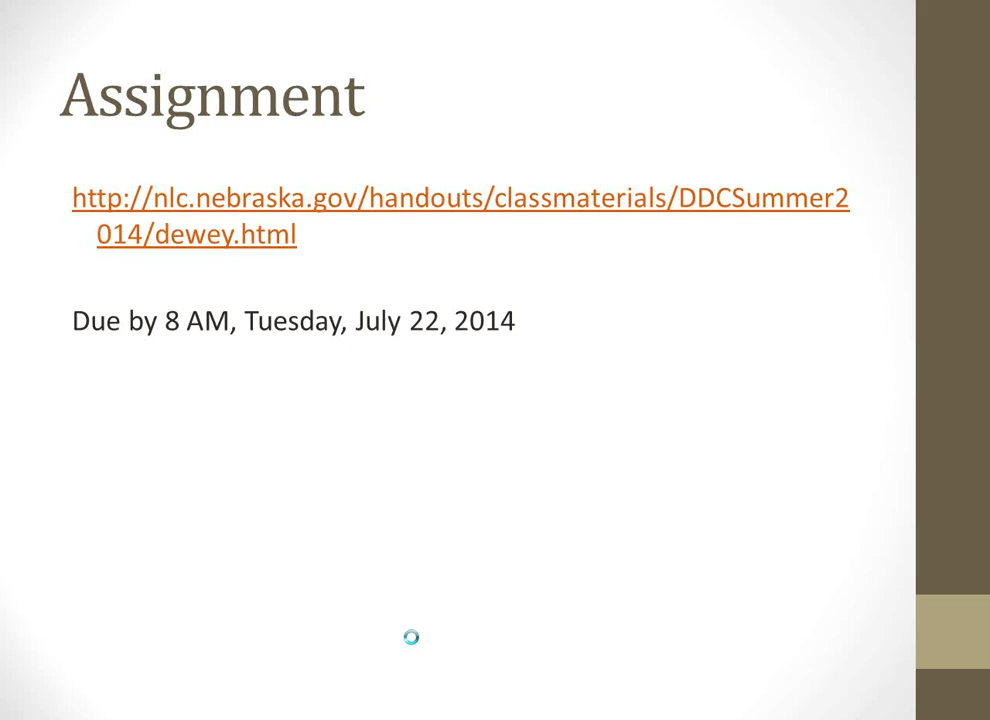 Assignment
http://nlc.nebraska.gov/handouts/classmaterials/DDCSummer2
014/dewey.html
Due by 8 AM, Tuesday, July 22, 2014